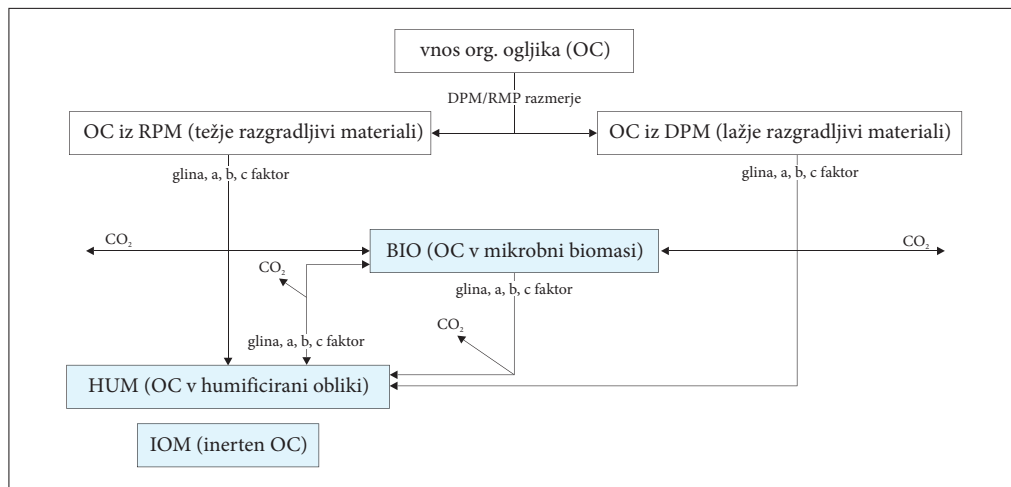 vnos org. ogljika (OC)
DPM/RMP razmerje
OC iz RPM (težje razgradljivi materiali)
OC iz DPM (lažje razgradljivi materiali)
glina, a, b, c faktor
glina, a, b, c faktor
CO₂
BIO (OC v mikrobni biomasi)
CO₂
CO₂
glina, a, b, c faktor
CO₂
glina, a, b, c faktor
HUM (OC v humificirani obliki)
IOM (inerten OC)